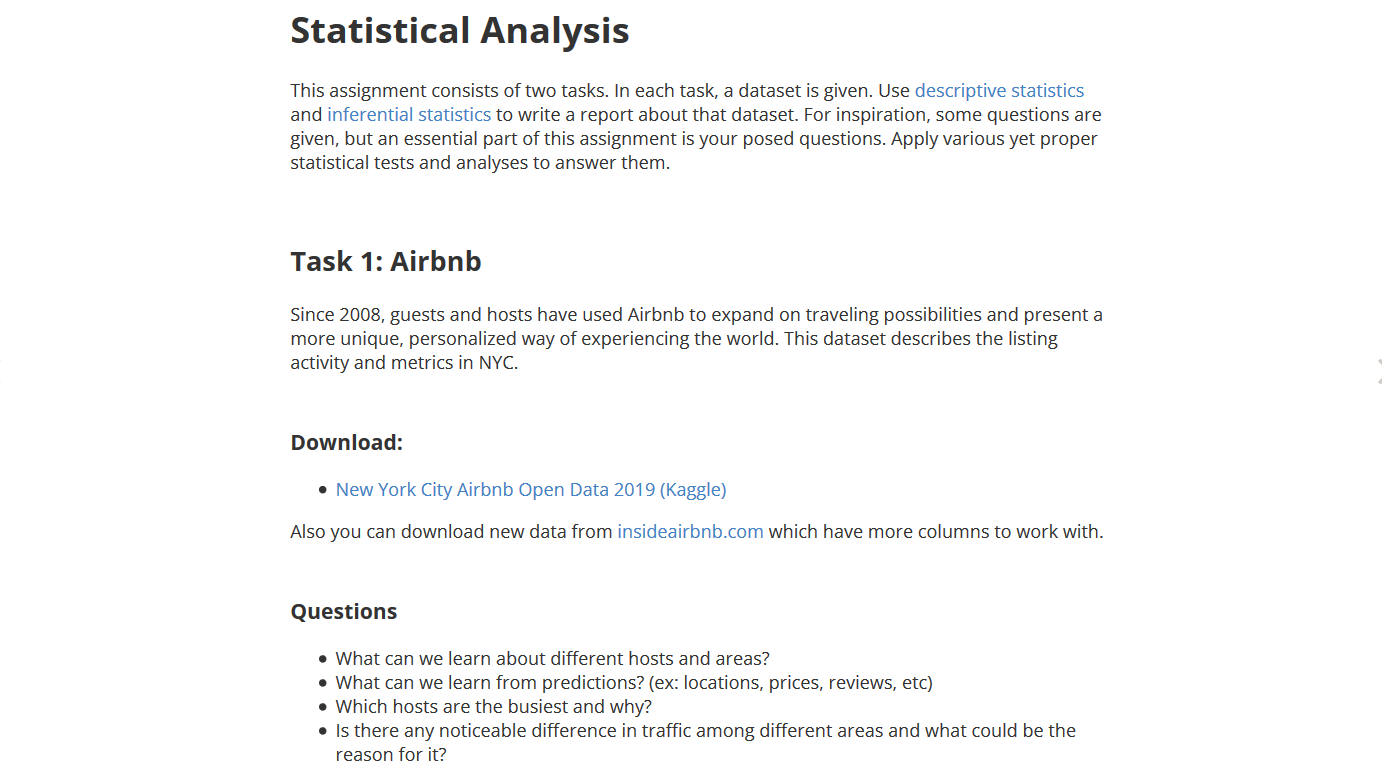 Statistical Analysis
This assignment consists of two tasks. In each task, a dataset is given. Use descriptive statistics
and inferential statistics to write a report about that dataset. For inspiration, some questions are
given, but an essential part of this assignment is your posed questions. Apply various yet proper
statistical tests and analyses to answer them.
Task 1: Airbnb
Since 2008, guests and hosts have used Airbnb to expand on traveling possibilities and present a
more unique, personalized way of experiencing the world. This dataset describes the listing
activity and metrics in NYC.
Download:
• New York City Airbnb Open Data 2019 (Kaggle)
Also you can download new data from insideairbnb.com which have more columns to work with.
Questions
• What can we learn about different hosts and areas?
• What can we learn from predictions? (ex: locations, prices, reviews, etc)
• Which hosts are the busiest and why?
• Is there any noticeable difference in traffic among different areas and what could be the
reason for it?